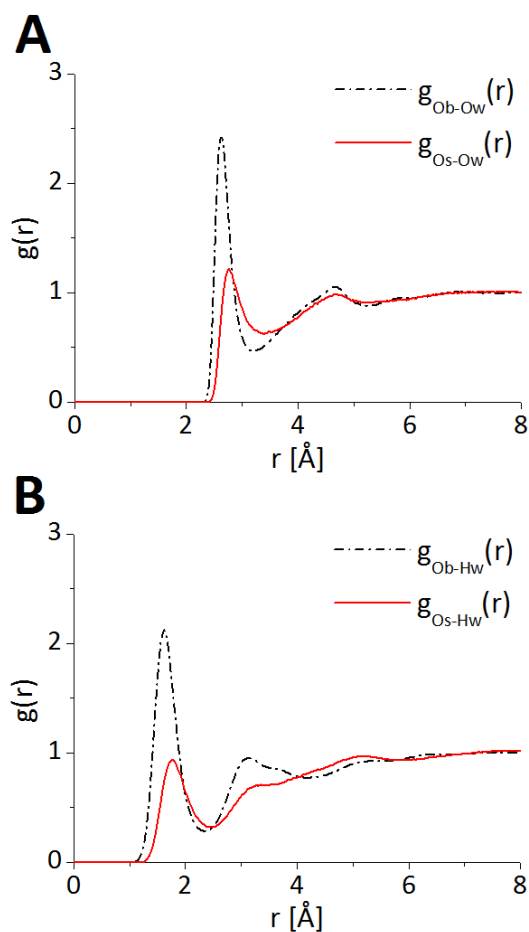 A
3
g_Ob-Ow(r)
g_Os-Ow(r)
2
g(r)
1
0
0 2 4 6 8
r [Å]
B
3
g_Ob-Hw(r)
g_Os-Hw(r)
2
g(r)
1
0
0 2 4 6 8
r [Å]